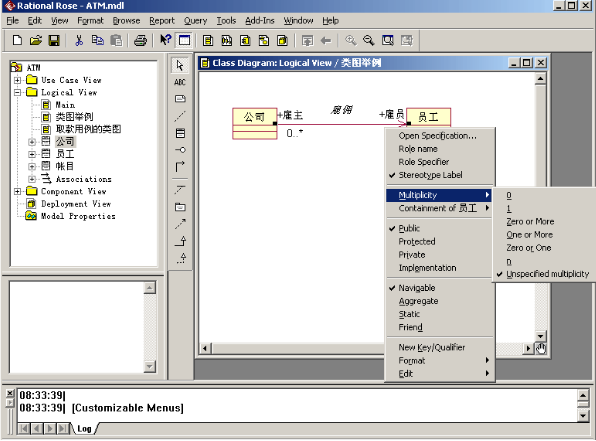 Rational Rose - ATM.mdl
File Edit View Format Browse Report Query Tools Add-Ins Window Help
ATM
Use Case View
Logical View
Main
类图举例
取款用例的类图
公司
员工
帐目
Associations
Component View
Deployment View
Model Properties
ABC
Class Diagram: Logical View / 类图举例
公司
+雇主
雇佣
+雇员
员工
0..*
Open Specification...
Role name
Role Specifier
Stereotype Label
Multiplicity
Containment of 员工
Public
Protected
Private
Implementation
Navigable
Aggregate
Static
Friend
New Key/Qualifier
Format
Edit
0
1
Zero or More
One or More
Zero or One
n
Unspecified multiplicity
08:33:39|
08:33:39| [Customizable Menus]
Log